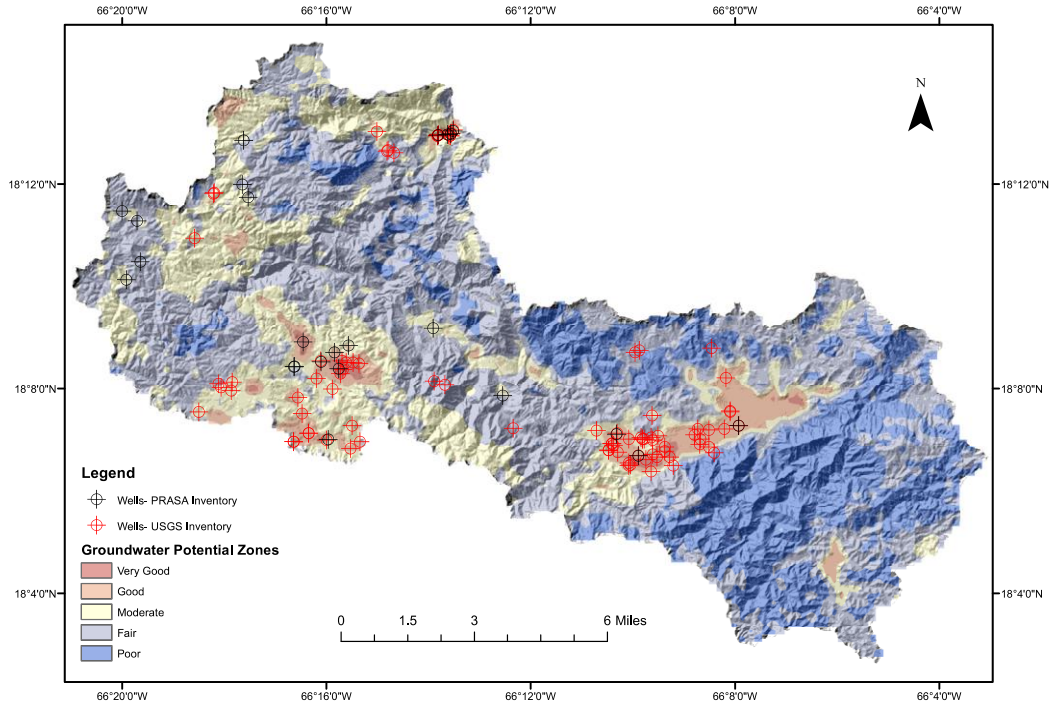 66°20'0"W 66°16'0"W 66°12'0"W 66°8'0"W 66°4'0"W
N
18°12'0"N 18°12'0"N
18°8'0"N 18°8'0"N
Legend
Wells- PRASA Inventory
Wells- USGS Inventory
Groundwater Potential Zones
Very Good
Good
Moderate
Fair
Poor
18°4'0"N 18°4'0"N
0 1.5 3 6 Miles
66°20'0"W 66°16'0"W 66°12'0"W 66°8'0"W 66°4'0"W